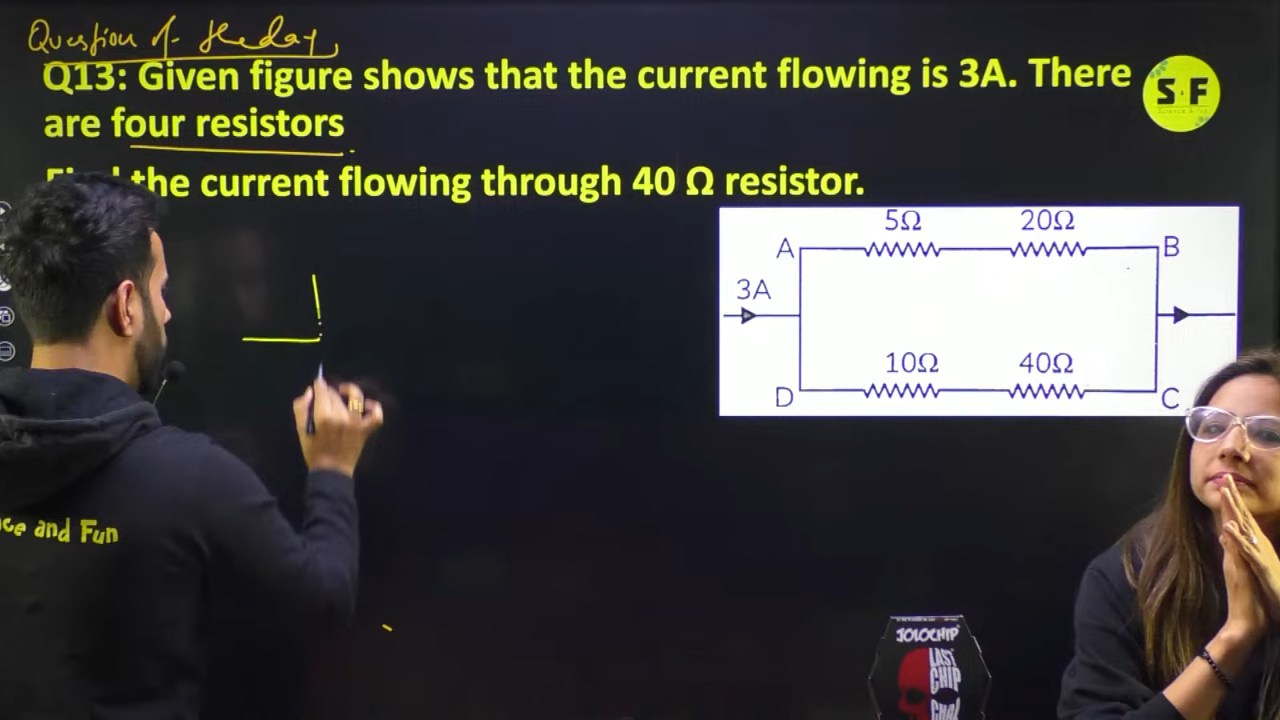 Question of the day
Q13: Given figure shows that the current flowing is 3A. There
are four resistors
the current flowing through 40 Ω resistor.
S F
5Ω 20Ω
A B
3A
10Ω 40Ω
D C
ce and Fun
JOLOCHIP
LAST
CHIP